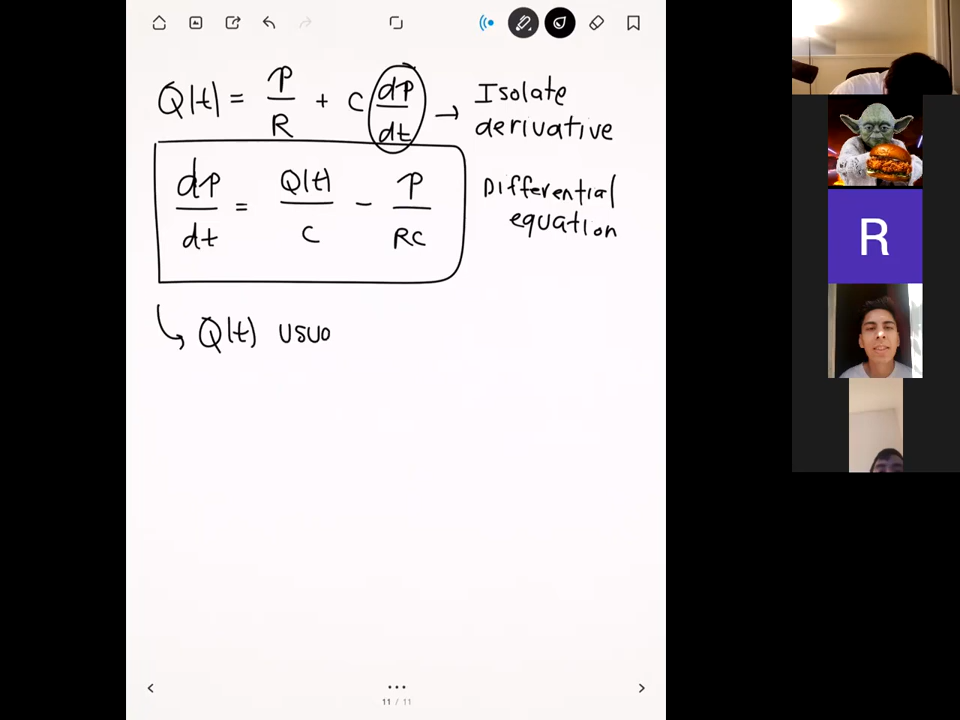 Q(t) = P/R + C dP/dt → Isolate derivative
dP/dt = Q(t)/C - P/RC Differential equation
↳ Q(t) usuo
R
11 / 11